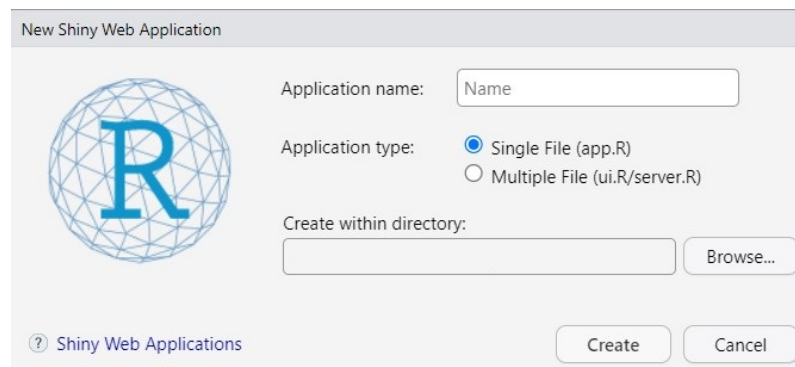 New Shiny Web Application
R
Application name: Name
Application type: Single File (app.R)
Multiple File (ui.R/server.R)
Create within directory:
Browse...
? Shiny Web Applications Create Cancel